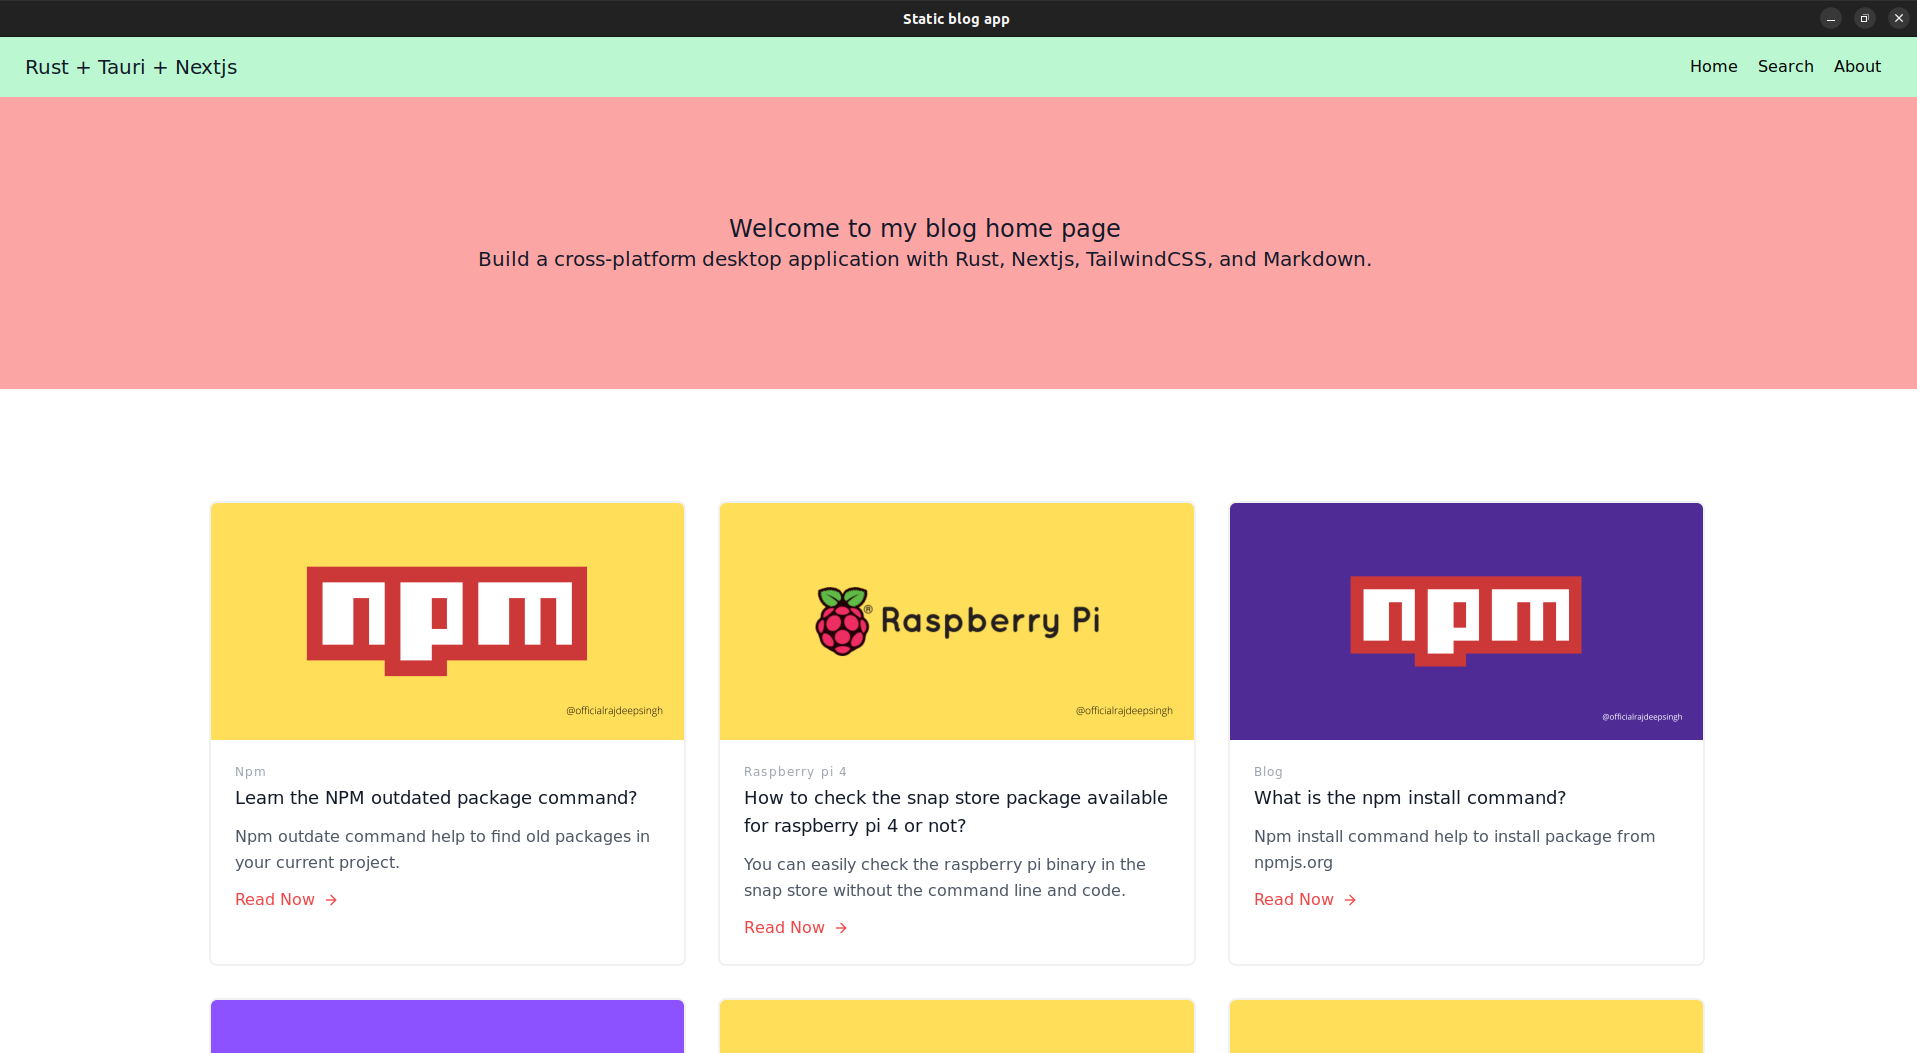 Static blog app
Rust + Tauri + Nextjs
Home Search About
Welcome to my blog home page
Build a cross-platform desktop application with Rust, Nextjs, TailwindCSS, and Markdown.
npm
@officialrajdeepsingh
Npm
Learn the NPM outdated package command?
Npm outdate command help to find old packages in
your current project.
Read Now →
Raspberry Pi
®
@officialrajdeepsingh
Raspberry pi 4
How to check the snap store package available
for raspberry pi 4 or not?
You can easily check the raspberry pi binary in the
snap store without the command line and code.
Read Now →
npm
@officialrajdeepsingh
Blog
What is the npm install command?
Npm install command help to install package from
npmjs.org
Read Now →